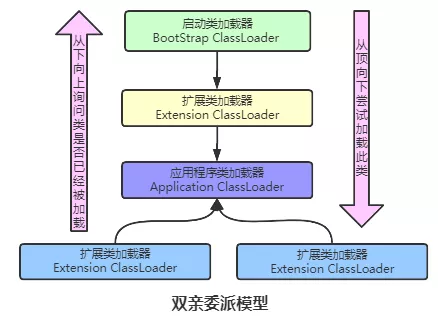 启动类加载器
BootStrap ClassLoader
从下向上询问类是否已经被加载
从顶向下尝试加载此类
扩展类加载器
Extension ClassLoader
应用程序类加载器
Application ClassLoader
扩展类加载器
Extension ClassLoader
扩展类加载器
Extension ClassLoader
双亲委派模型